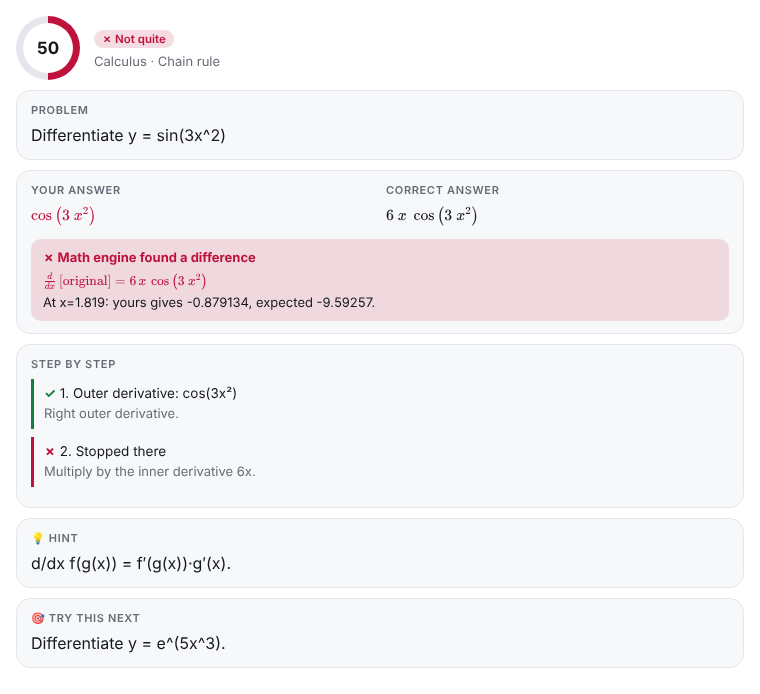 50
× Not quite
Calculus · Chain rule
PROBLEM
Differentiate y = sin(3x^2)
YOUR ANSWER
cos (3 x²)
CORRECT ANSWER
6 x cos (3 x²)
× Math engine found a difference
d/dx [original] = 6 x cos (3 x²)
At x=1.819: yours gives -0.879134, expected -9.59257.
STEP BY STEP
✓ 1. Outer derivative: cos(3x²)
Right outer derivative.
× 2. Stopped there
Multiply by the inner derivative 6x.
💡 HINT
d/dx f(g(x)) = f′(g(x))·g′(x).
🎯 TRY THIS NEXT
Differentiate y = e^(5x^3).